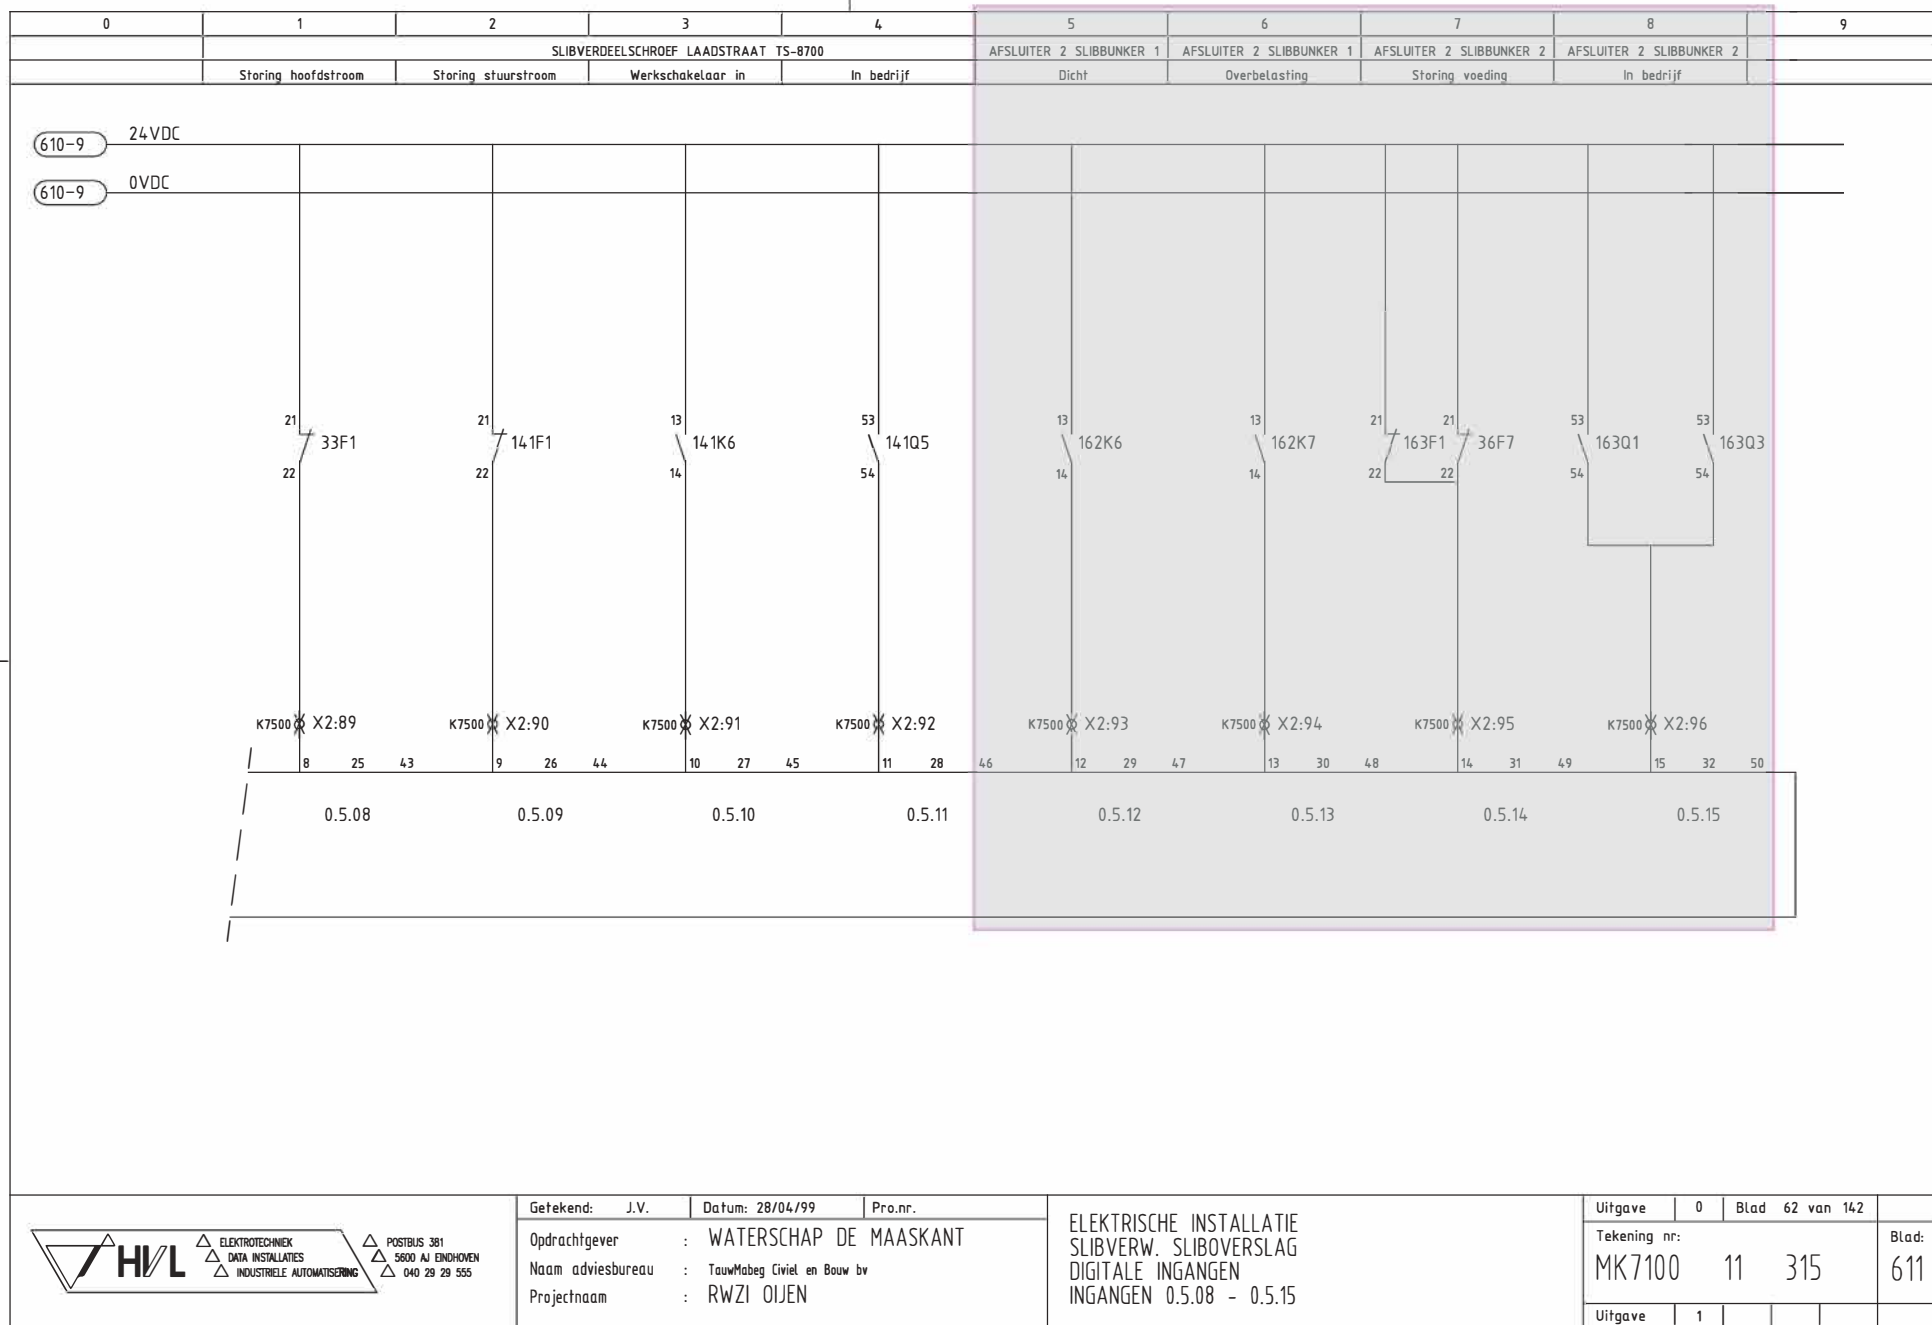 0 1 2 3 4 5 6 7 8 9
SLIBVERDEELSCHROEF LAADSTRAAT TS-8700 AFSLUITER 2 SLIBBUNKER 1 AFSLUITER 2 SLIBBUNKER 1 AFSLUITER 2 SLIBBUNKER 2 AFSLUITER 2 SLIBBUNKER 2
Storing hoofdstroom Storing stuurstroom Werkschakelaar in In bedrijf Dicht Overbelasting Storing voeding In bedrijf
610-9 24VDC
610-9 0VDC
21 21 13 53 13 13 21 21 53 53
33F1 141F1 141K6 141Q5 162K6 162K7 163F1 36F7 163Q1 163Q3
22 22 14 54 14 14 22 22 54 54
K7500 X2:89 K7500 X2:90 K7500 X2:91 K7500 X2:92 K7500 X2:93 K7500 X2:94 K7500 X2:95 K7500 X2:96
8 25 43 9 26 44 10 27 45 11 28 46 12 29 47 13 30 48 14 31 49 15 32 50
0.5.08 0.5.09 0.5.10 0.5.11 0.5.12 0.5.13 0.5.14 0.5.15
HVL
ELEKTROTECHNIEK
DATA INSTALLATIES
INDUSTRIELE AUTOMATISERING
POSTBUS 381
5600 AJ EINDHOVEN
040 29 29 555
Getekend: J.V. Datum: 28/04/99 Pro.nr.
Opdrachtgever : WATERSCHAP DE MAASKANT
Naam adviesbureau : TauwMabeg Civiel en Bouw bv
Projectnaam : RWZI OIJEN
ELEKTRISCHE INSTALLATIE
SLIBVERW. SLIBOVERSLAG
DIGITALE INGANGEN
INGANGEN 0.5.08 - 0.5.15
Uitgave 0 Blad 62 van 142
Tekening nr: Blad:
MK7100 11 315 611
Uitgave 1